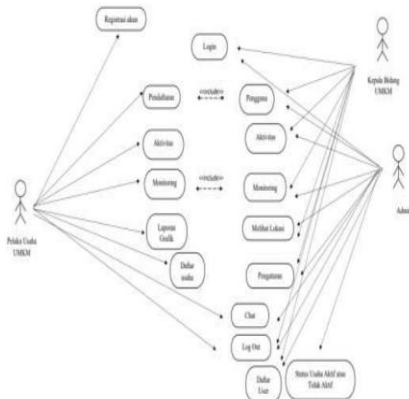 Registrasi akun
Login
Kepala Bidang
UMKM
Pendaftaran
<<include>>
Pengguna
Aktivitas
Aktivitas
Monitoring
<<include>>
Monitoring
Admin
Pelaku Usaha
UMKM
Laporan
Grafik
Melihat Lokasi
Daftar
usaha
Pengaturan
Chat
Log Out
Daftar
User
Status Usaha Aktif atau
Tidak Aktif